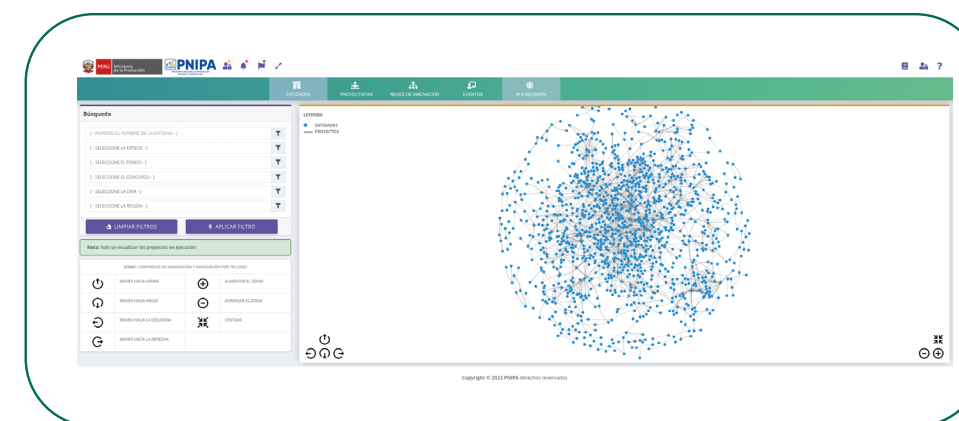 PERÚ Ministerio de la Producción PNIPA
?
ENTIDADES PROYECTISTAS REDES DE INNOVACIÓN EVENTOS IR A GEOSNIPA
Búsqueda
[ - INGRESE EL NOMBRE DE LA ENTIDAD - ]
[ - SELECCIONE LA ESPECIE - ]
[ - SELECCIONE EL FONDO - ]
[ - SELECCIONE EL CONCURSO - ]
[ - SELECCIONE LA OMR - ]
[ - SELECCIONE LA REGIÓN - ]
LIMPIAR FILTROS APLICAR FILTRO
Nota: Solo se visualizan los proyectos en ejecución.
ICONO : CONTROLES DE NAVEGACIÓN Y NAVEGACIÓN POR TECLADO
MOVER HACIA ARRIBA AUMENTAR EL ZOOM
MOVER HACIA ABAJO DISMINUIR EL ZOOM
MOVER HACIA LA IZQUIERDA CENTRAR
MOVER HACIA LA DERECHA
LEYENDA
ENTIDADES
PROYECTOS
Copyright © 2022 PNIPA derechos reservados